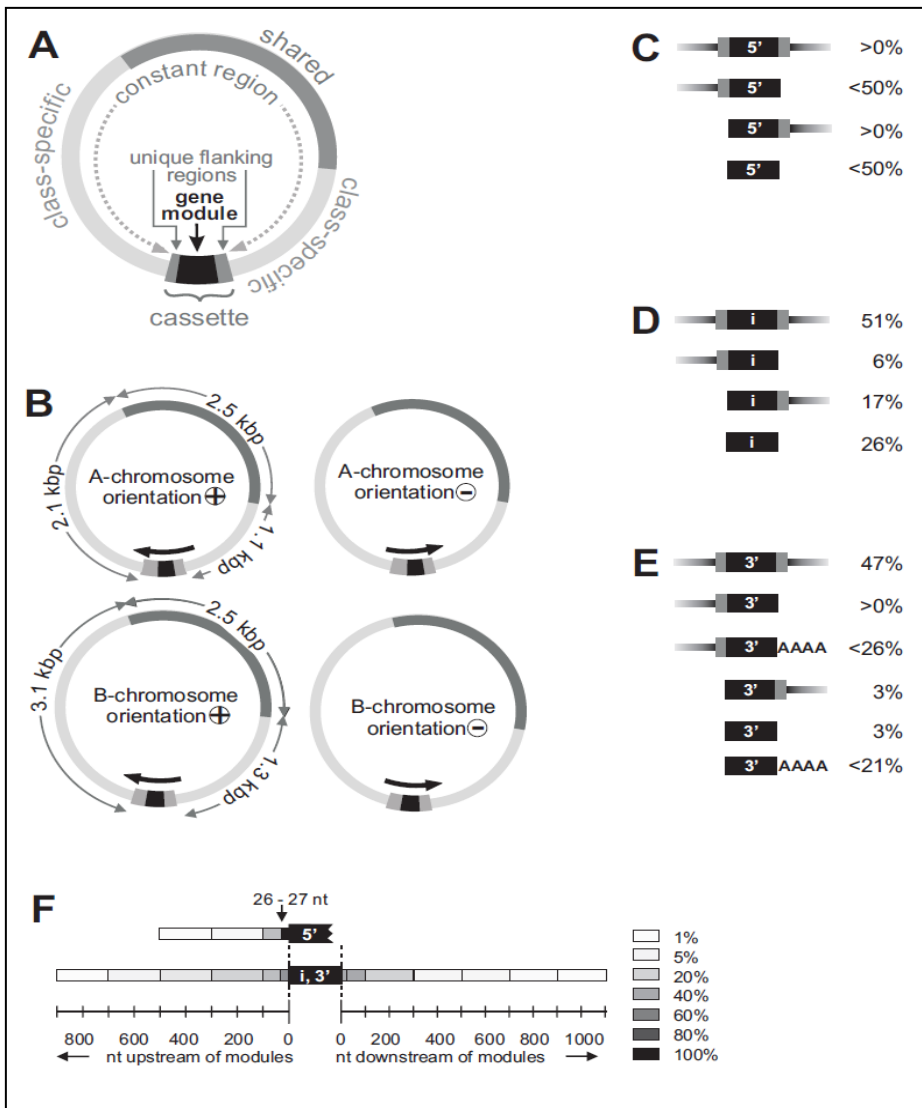 A
shared
constant region
class-specific
class-specific
unique flanking
regions
gene
module
cassette
B
2.5 kbp
2.1 kbp
1.1 kbp
A-chromosome
orientation +
A-chromosome
orientation −
2.5 kbp
3.1 kbp
1.3 kbp
B-chromosome
orientation +
B-chromosome
orientation −
C
5' >0%
5' <50%
5' >0%
5' <50%
D
i 51%
i 6%
i 17%
i 26%
E
3' 47%
3' >0%
3' AAAA <26%
3' 3%
3' 3%
3' AAAA <21%
F
26 - 27 nt
5'
i, 3'
800 600 400 200 0 0 200 400 600 800 1000
nt upstream of modules nt downstream of modules
1%
5%
20%
40%
60%
80%
100%